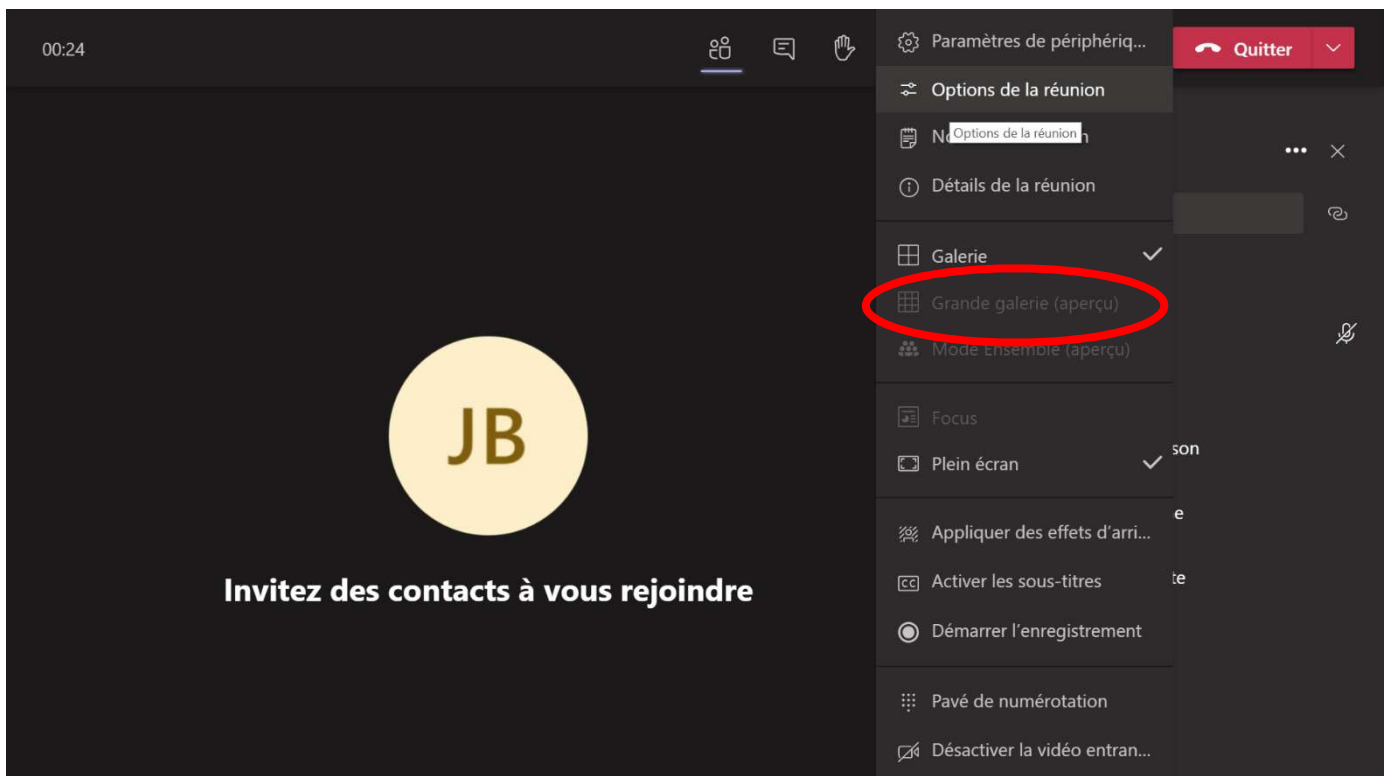 00:24
Paramètres de périphériq...
Quitter
Options de la réunion
Options de la réunion
Détails de la réunion
Galerie
Grande galerie (aperçu)
Mode Ensemble (aperçu)
Focus
Plein écran
son
e
Appliquer des effets d'arri...
JB
Activer les sous-titres
te
Invitez des contacts à vous rejoindre
Démarrer l'enregistrement
Pavé de numérotation
Désactiver la vidéo entran...